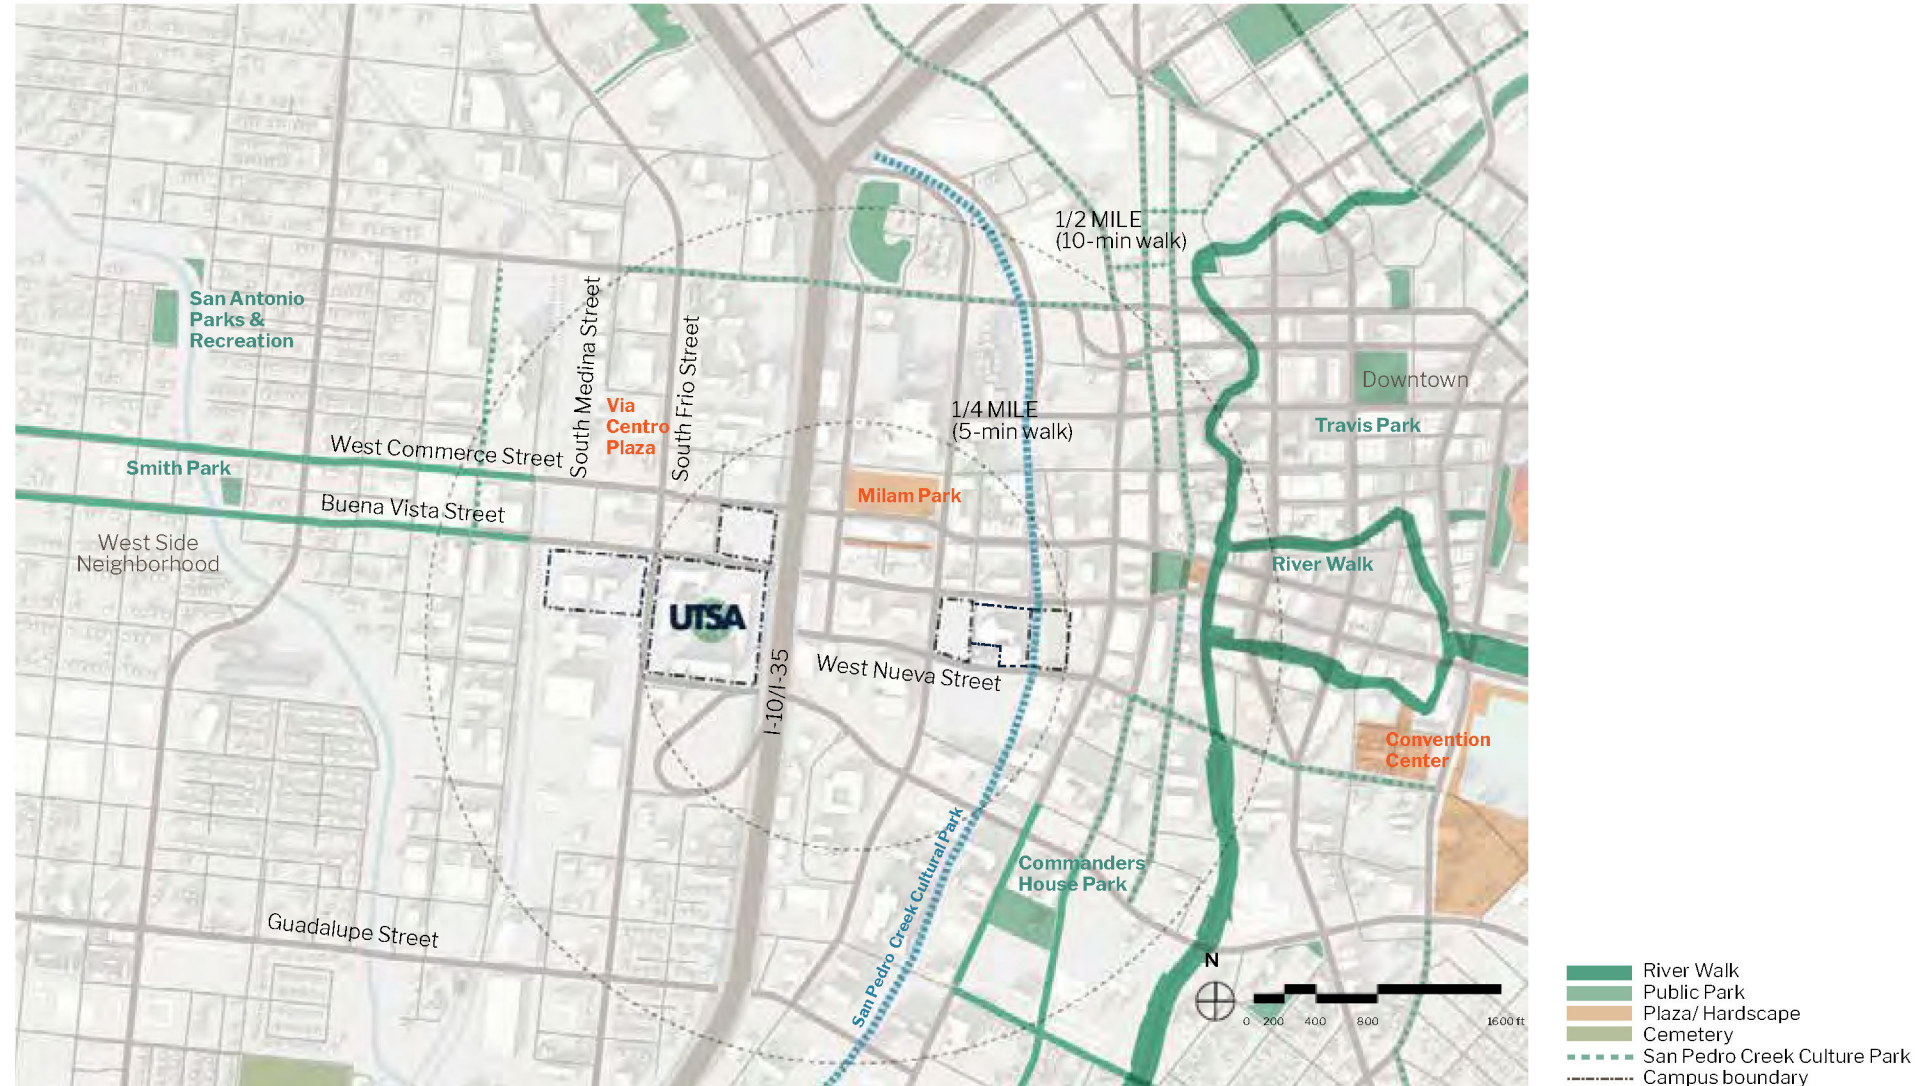 1/2 MILE
(10-min walk)
San Antonio
Parks &
Recreation
South Medina Street
South Frio Street
Via
Centro
Plaza
1/4 MILE
(5-min walk)
Downtown
Travis Park
West Commerce Street
Smith Park
Buena Vista Street
Milam Park
West Side
Neighborhood
River Walk
UTSA
I-10/I-35
West Nueva Street
Convention
Center
San Pedro Creek Cultural Park
Commanders
House Park
Guadalupe Street
N
0 200 400 800 1600 ft
River Walk
Public Park
Plaza/ Hardscape
Cemetery
San Pedro Creek Culture Park
Campus boundary